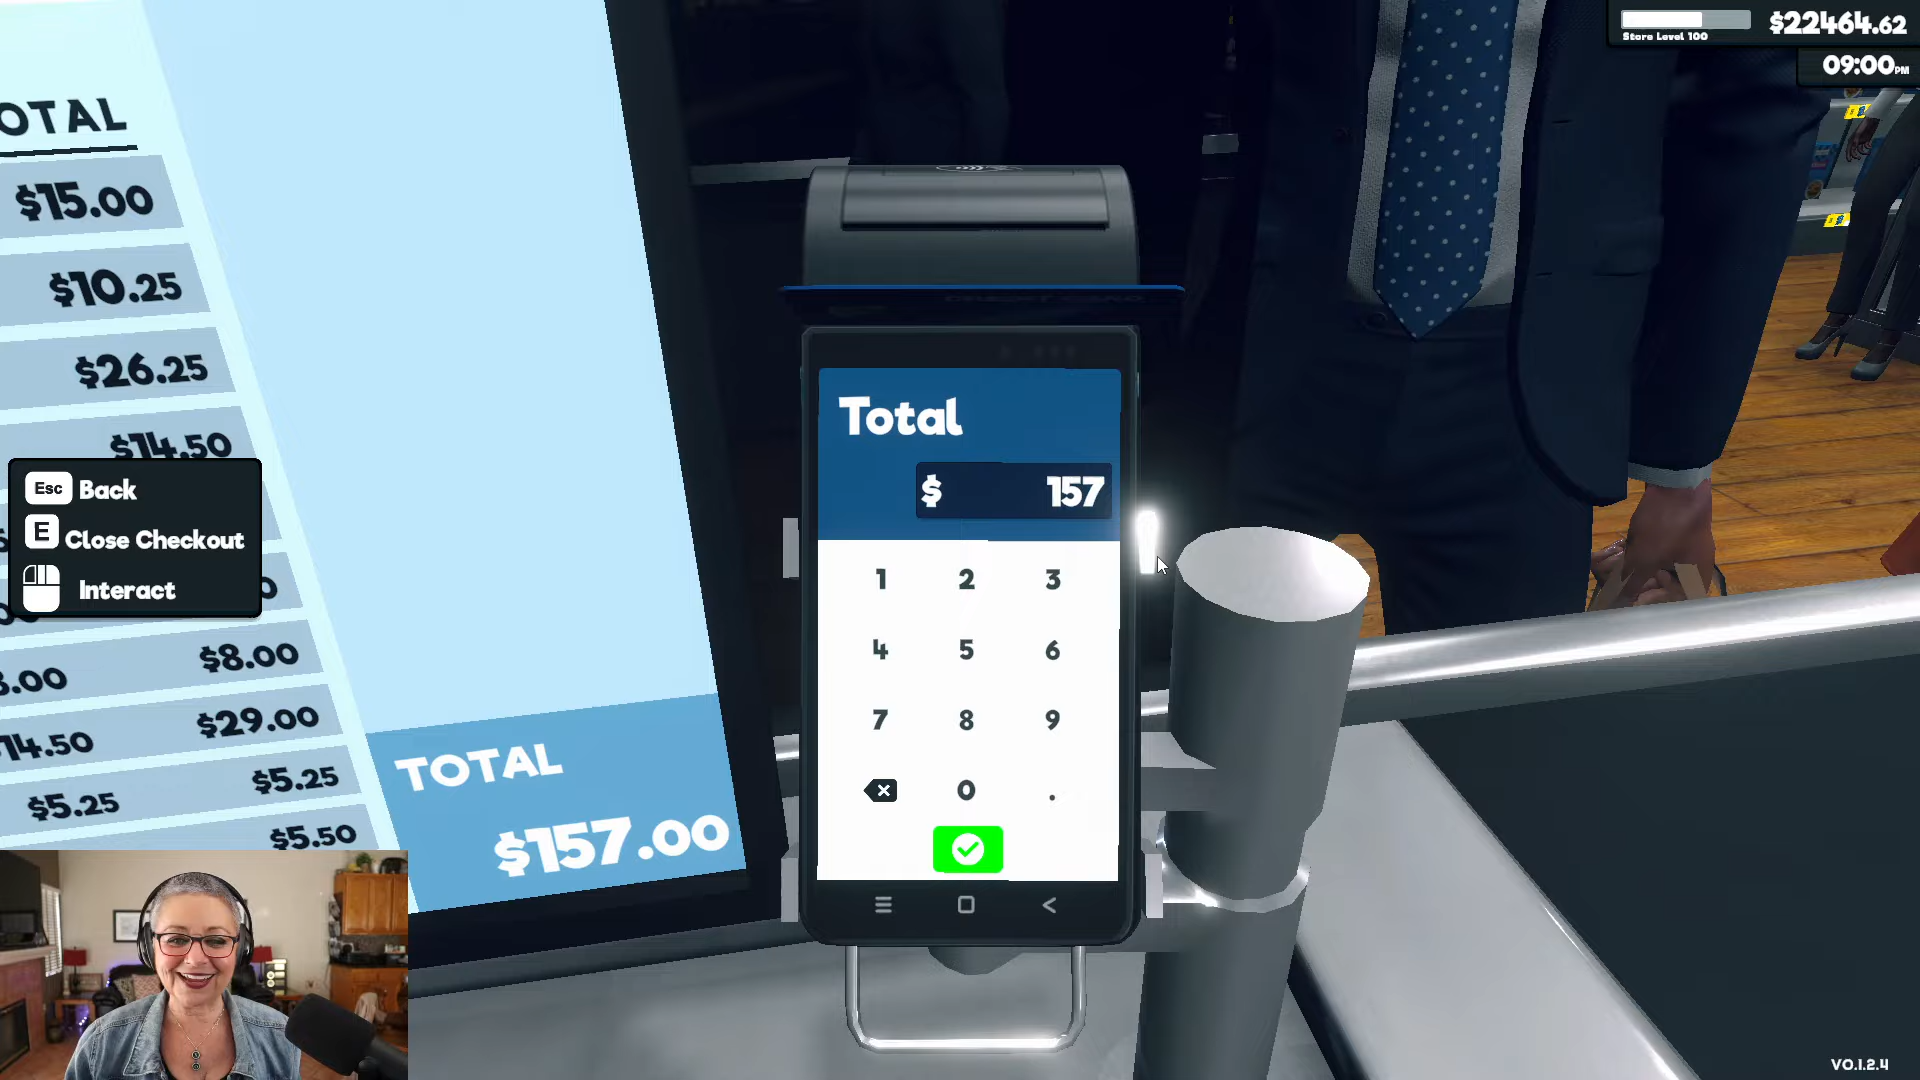 Store Level 100
$22464.62
09:00PM
OTAL
$15.00
$10.25
$26.25
$14.50
Esc Back
E Close Checkout
Interact
$8.00
$29.00
14.50
$5.25
$5.25
$5.50
TOTAL
$157.00
Total
$ 157
1 2 3
4 5 6
7 8 9
0 .
V0.1.2.4